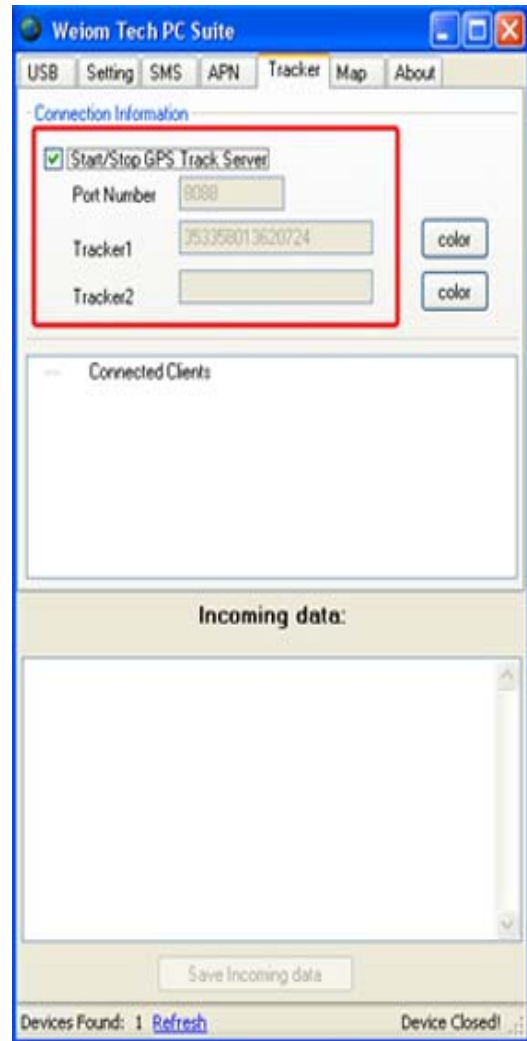 Weiom Tech PC Suite
USB Setting SMS APN Tracker Map About
Connection Information
Start/Stop GPS Track Server
Port Number 8088
Tracker1 353358013620724 color
Tracker2 color
Connected Clients
Incoming data:
Save Incoming data
Devices Found: 1 Refresh Device Closed!